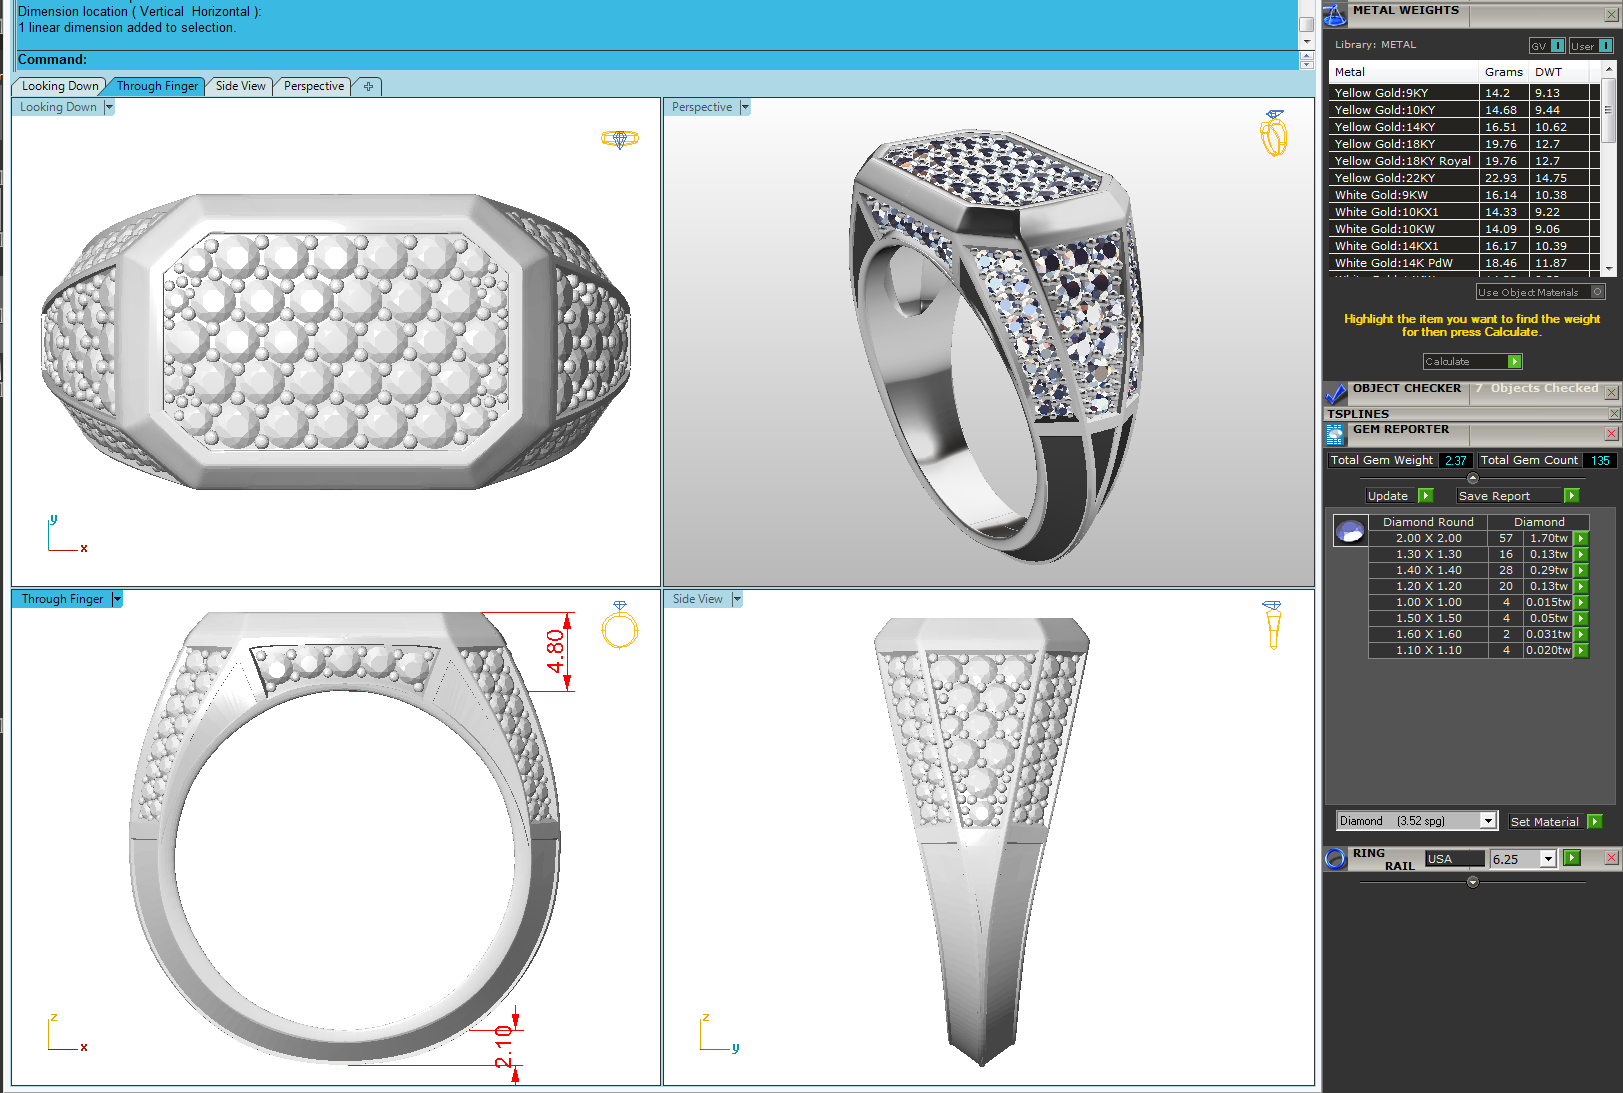 Dimension location ( Vertical  Horizontal ):
1 linear dimension added to selection.
Command:
Looking Down
Through Finger
Side View
Perspective
Looking Down
y
x
Perspective
Through Finger
4.80
2.10
z
x
Side View
z
y
METAL WEIGHTS
Library: METAL
GV
User
Metal Grams DWT
Yellow Gold:9KY 14.2 9.13
Yellow Gold:10KY 14.68 9.44
Yellow Gold:14KY 16.51 10.62
Yellow Gold:18KY 19.76 12.7
Yellow Gold:18KY Royal 19.76 12.7
Yellow Gold:22KY 22.93 14.75
White Gold:9KW 16.14 10.38
White Gold:10KX1 14.33 9.22
White Gold:10KW 14.09 9.06
White Gold:14KX1 16.17 10.39
White Gold:14K PdW 18.46 11.87
Use Object Materials
Highlight the item you want to find the weight
for then press Calculate.
Calculate
OBJECT CHECKER 7 Objects Checked
TSPLINES
GEM REPORTER
Total Gem Weight 2.37 Total Gem Count 135
Update Save Report
Diamond Round Diamond
2.00 X 2.00 57 1.70tw
1.30 X 1.30 16 0.13tw
1.40 X 1.40 28 0.29tw
1.20 X 1.20 20 0.13tw
1.00 X 1.00 4 0.015tw
1.50 X 1.50 4 0.05tw
1.60 X 1.60 2 0.031tw
1.10 X 1.10 4 0.020tw
Diamond (3.52 spg) Set Material
RING RAIL USA 6.25